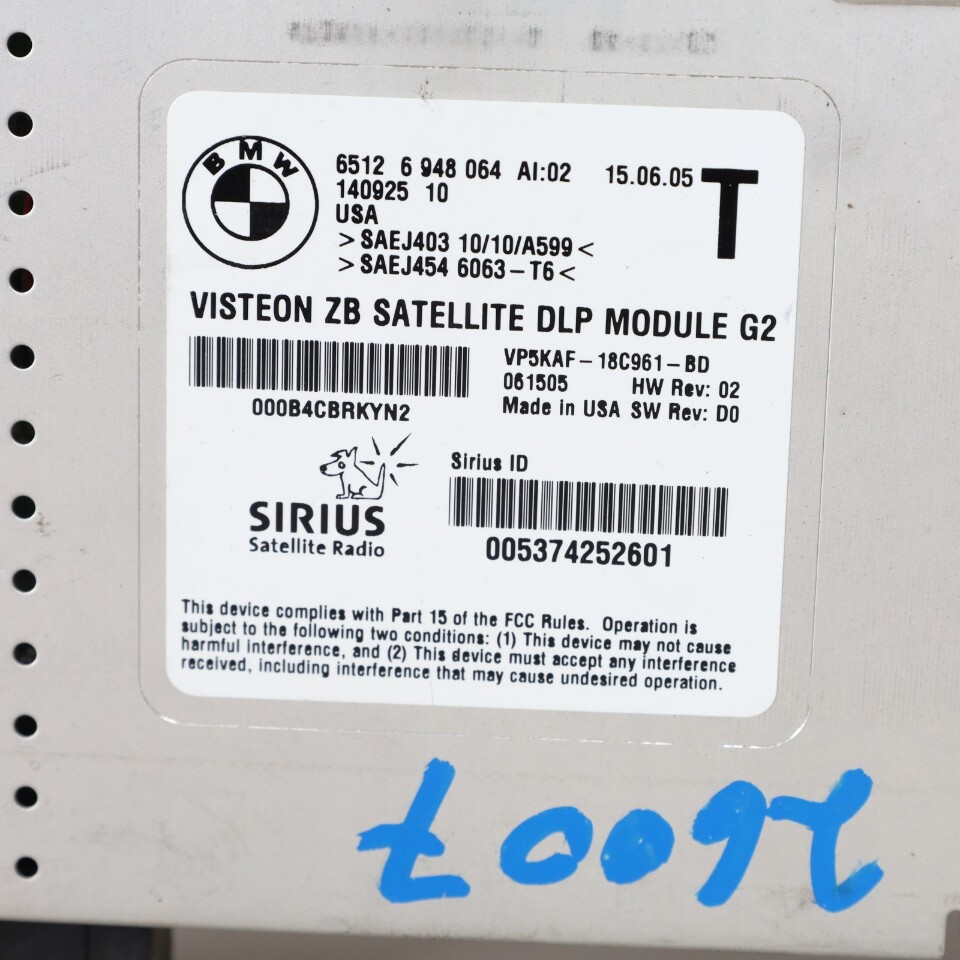 BMW
6512 6 948 064 AI:02 15.06.05 T
140925 10
USA
>SAEJ403 10/10/A599<
>SAEJ454 6063-T6<
VISTEON ZB SATELLITE DLP MODULE G2
VP5KAF-18C961-BD
061505 HW Rev: 02
Made in USA SW Rev: D0
000B4CBRKYN2
SIRIUS
Satellite Radio
Sirius ID
005374252601
This device complies with Part 15 of the FCC Rules. Operation is
subject to the following two conditions: (1) This device may not cause
harmful interference, and (2) This device must accept any interference
received, including interference that may cause undesired operation.
26007